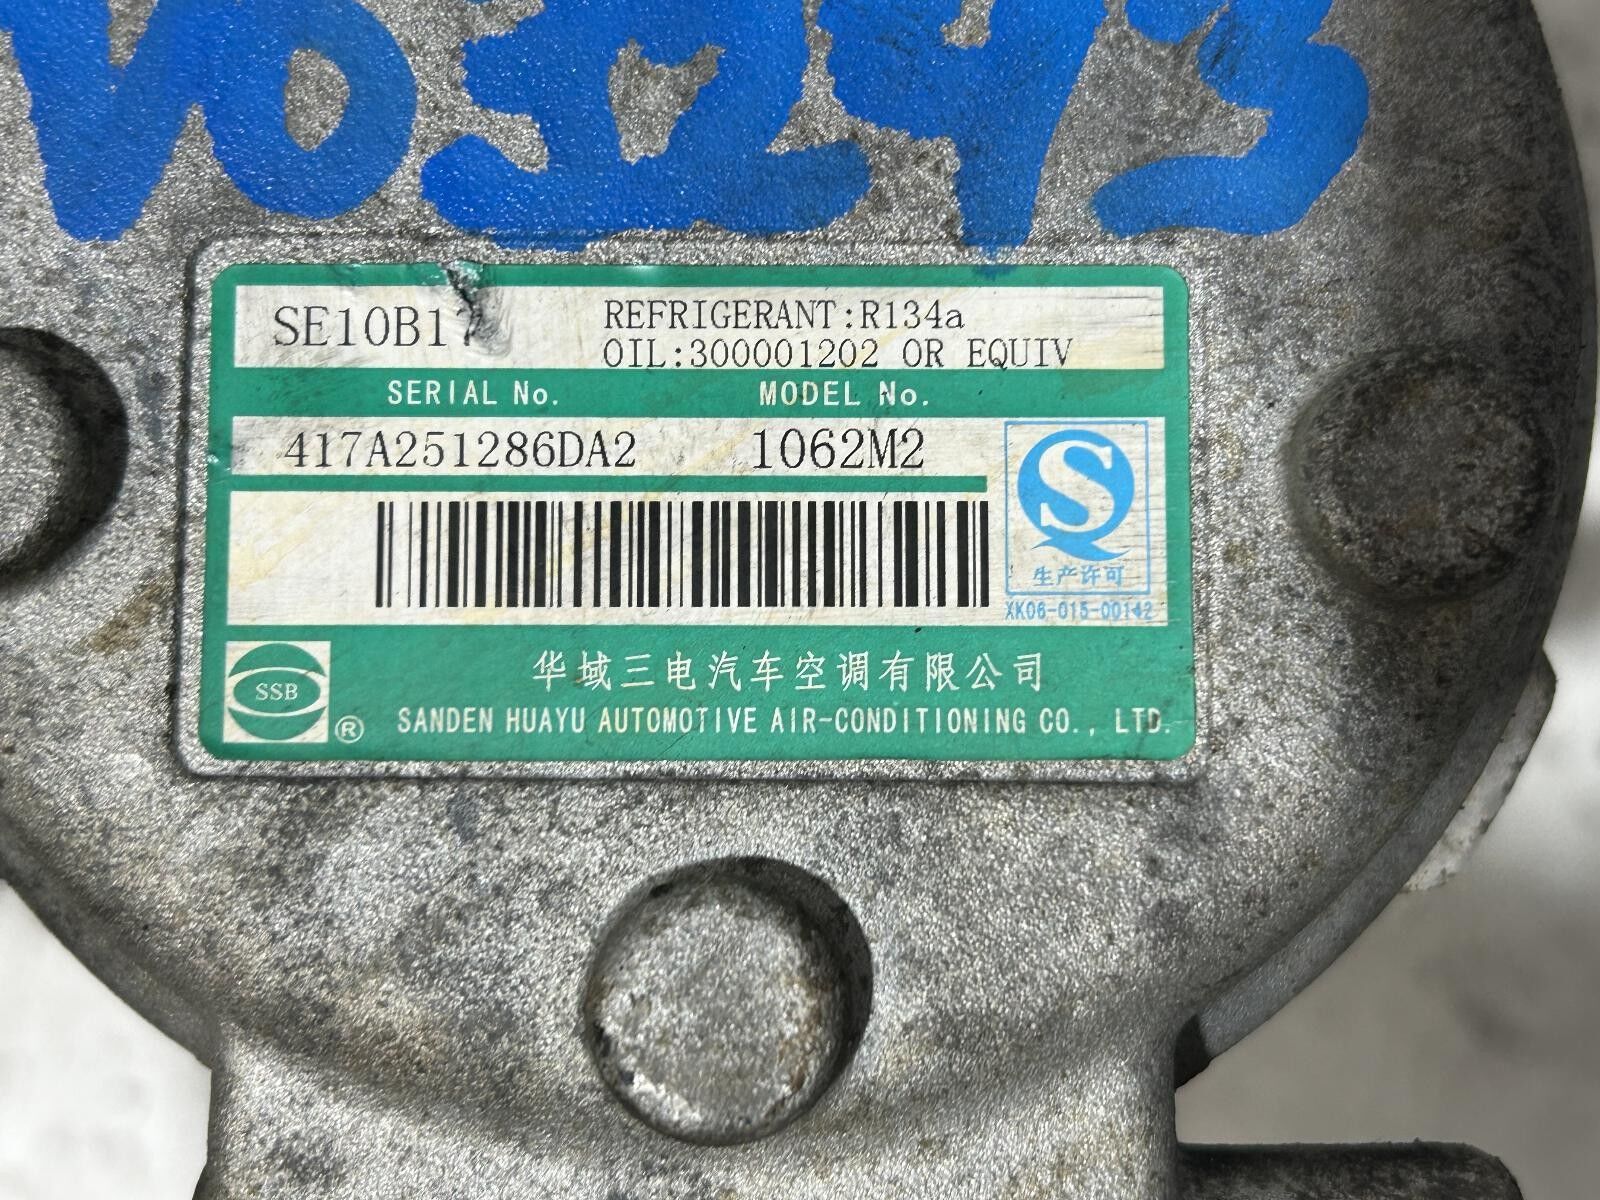 SE10B17
REFRIGERANT:R134a
OIL:300001202 OR EQUIV
SERIAL No. MODEL No.
417A251286DA2 1062M2
生产许可
XK06-015-00142
华域三电汽车空调有限公司
SSB
®
SANDEN HUAYU AUTOMOTIVE AIR-CONDITIONING CO., LTD.